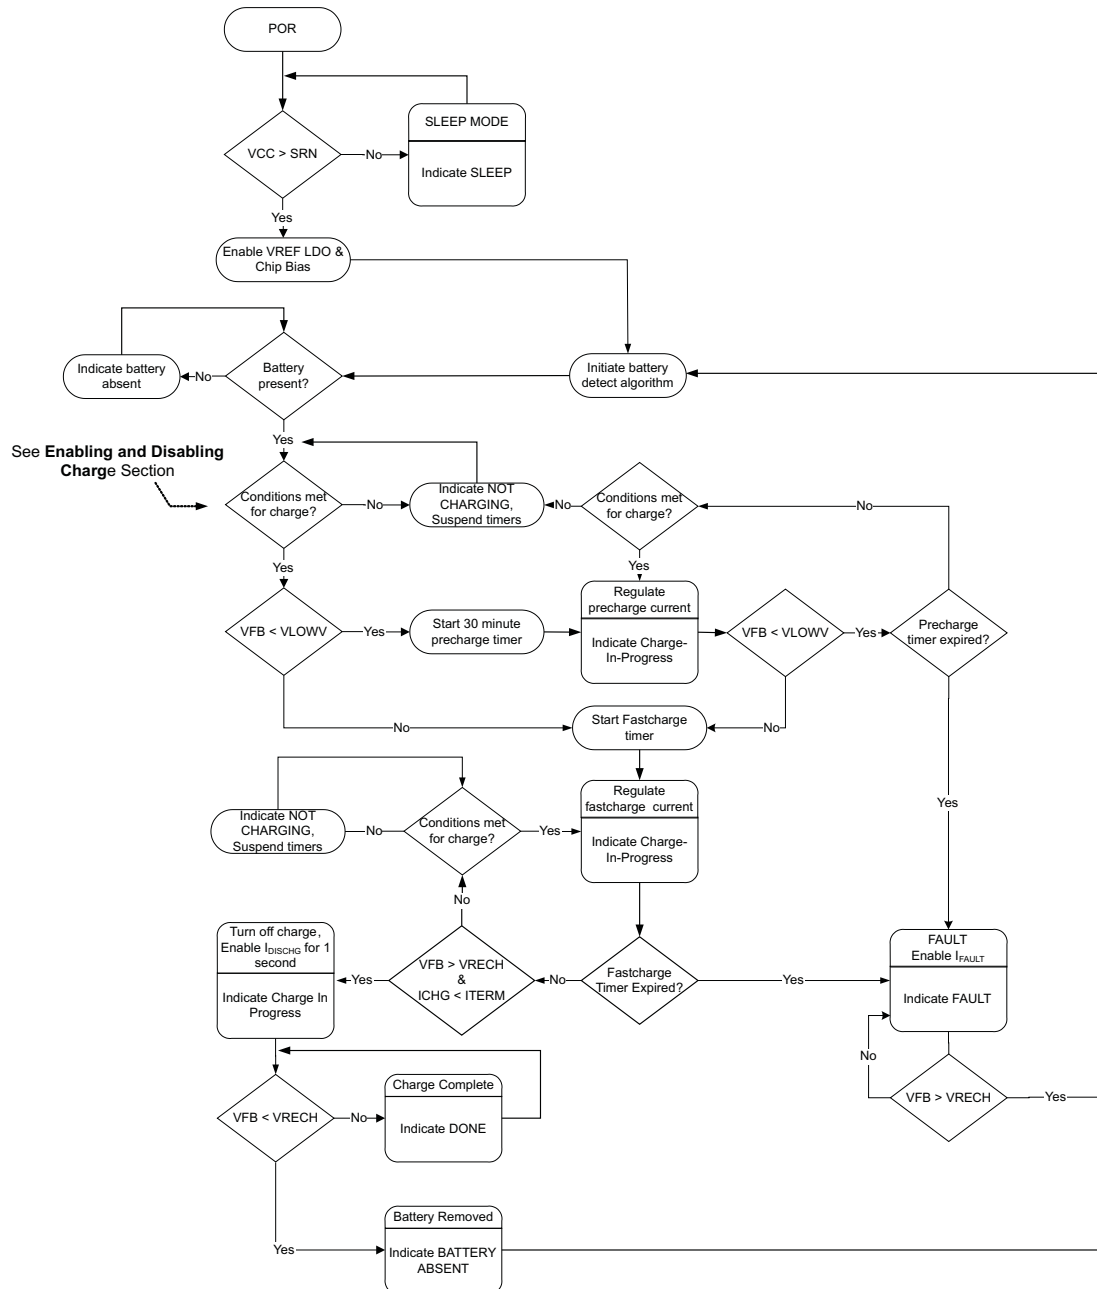 POR
SLEEP MODE
VCC > SRN
No
Indicate SLEEP
Yes
Enable VREF LDO &
Chip Bias
Indicate battery
absent
No
Battery
present?
Initiate battery
detect algorithm
Yes
See Enabling and Disabling
Charge Section
Conditions met
for charge?
No
Indicate NOT
CHARGING,
Suspend timers
No
Conditions met
for charge?
No
Yes
Yes
VFB < VLOWV
Yes
Start 30 minute
precharge timer
Regulate
precharge current
Indicate Charge-
In-Progress
VFB < VLOWV
Yes
Precharge
timer expired?
No
Start Fastcharge
timer
No
Indicate NOT
CHARGING,
Suspend timers
No
Conditions met
for charge?
Yes
Regulate
fastcharge current
Indicate Charge-
In-Progress
Yes
No
Turn off charge,
Enable IDISCHG for 1
second
Indicate Charge In
Progress
Yes
VFB > VRECH
&
ICHG < ITERM
No
Fastcharge
Timer Expired?
Yes
FAULT
Enable IFAULT
Indicate FAULT
No
VFB > VRECH
Yes
VFB < VRECH
No
Charge Complete
Indicate DONE
Yes
Battery Removed
Indicate BATTERY
ABSENT